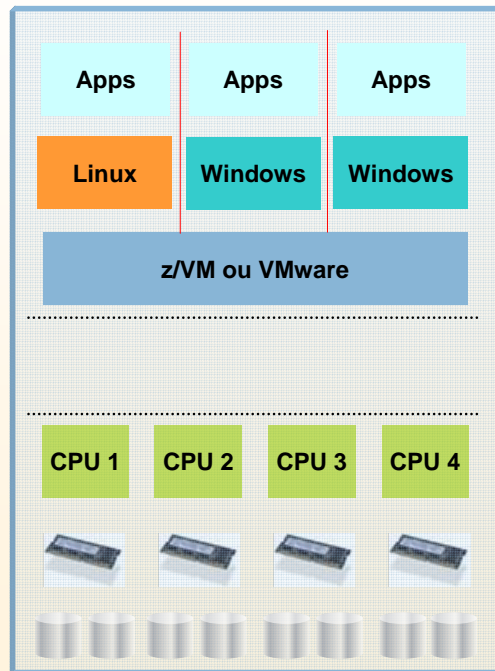 Apps Apps Apps
Linux Windows Windows
z/VM ou VMware
CPU 1 CPU 2 CPU 3 CPU 4